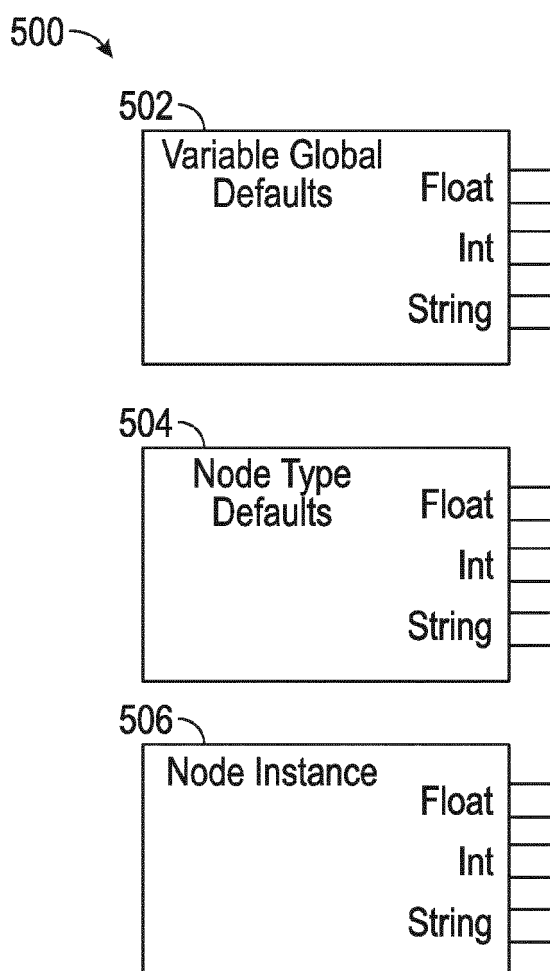 500
502
Variable Global
Defaults
Float
Int
String
504
Node Type
Defaults
Float
Int
String
506
Node Instance
Float
Int
String